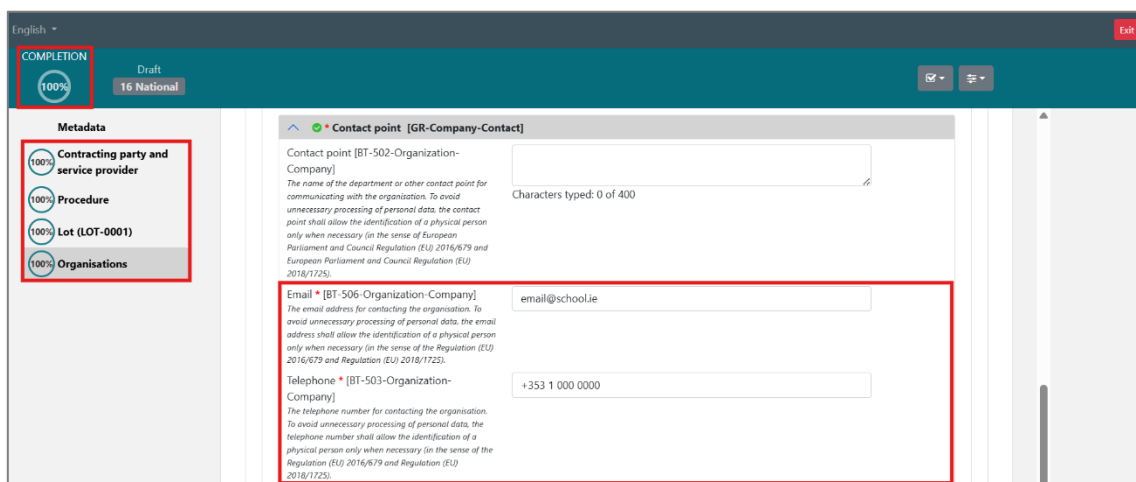 English
Exit
COMPLETION
100%
Draft
16 National
Metadata
100% Contracting party and
service provider
100% Procedure
100% Lot (LOT-0001)
100% Organisations
* Contact point [GR-Company-Contact]
Contact point [BT-502-Organization-
Company]
The name of the department or other contact point for
communicating with the organisation. To avoid
unnecessary processing of personal data, the contact
point shall allow the identification of a physical person
only when necessary (in the sense of European
Parliament and Council Regulation (EU) 2016/679 and
European Parliament and Council Regulation (EU)
2018/1725).
Characters typed: 0 of 400
Email * [BT-506-Organization-Company]
The email address for contacting the organisation. To
avoid unnecessary processing of personal data, the email
address shall allow the identification of a physical person
only when necessary (in the sense of the Regulation (EU)
2016/679 and Regulation (EU) 2018/1725).
email@school.ie
Telephone * [BT-503-Organization-
Company]
The telephone number for contacting the organisation.
To avoid unnecessary processing of personal data, the
telephone number shall allow the identification of a
physical person only when necessary (in the sense of the
Regulation (EU) 2016/679 and Regulation (EU)
2018/1725).
+353 1 000 0000